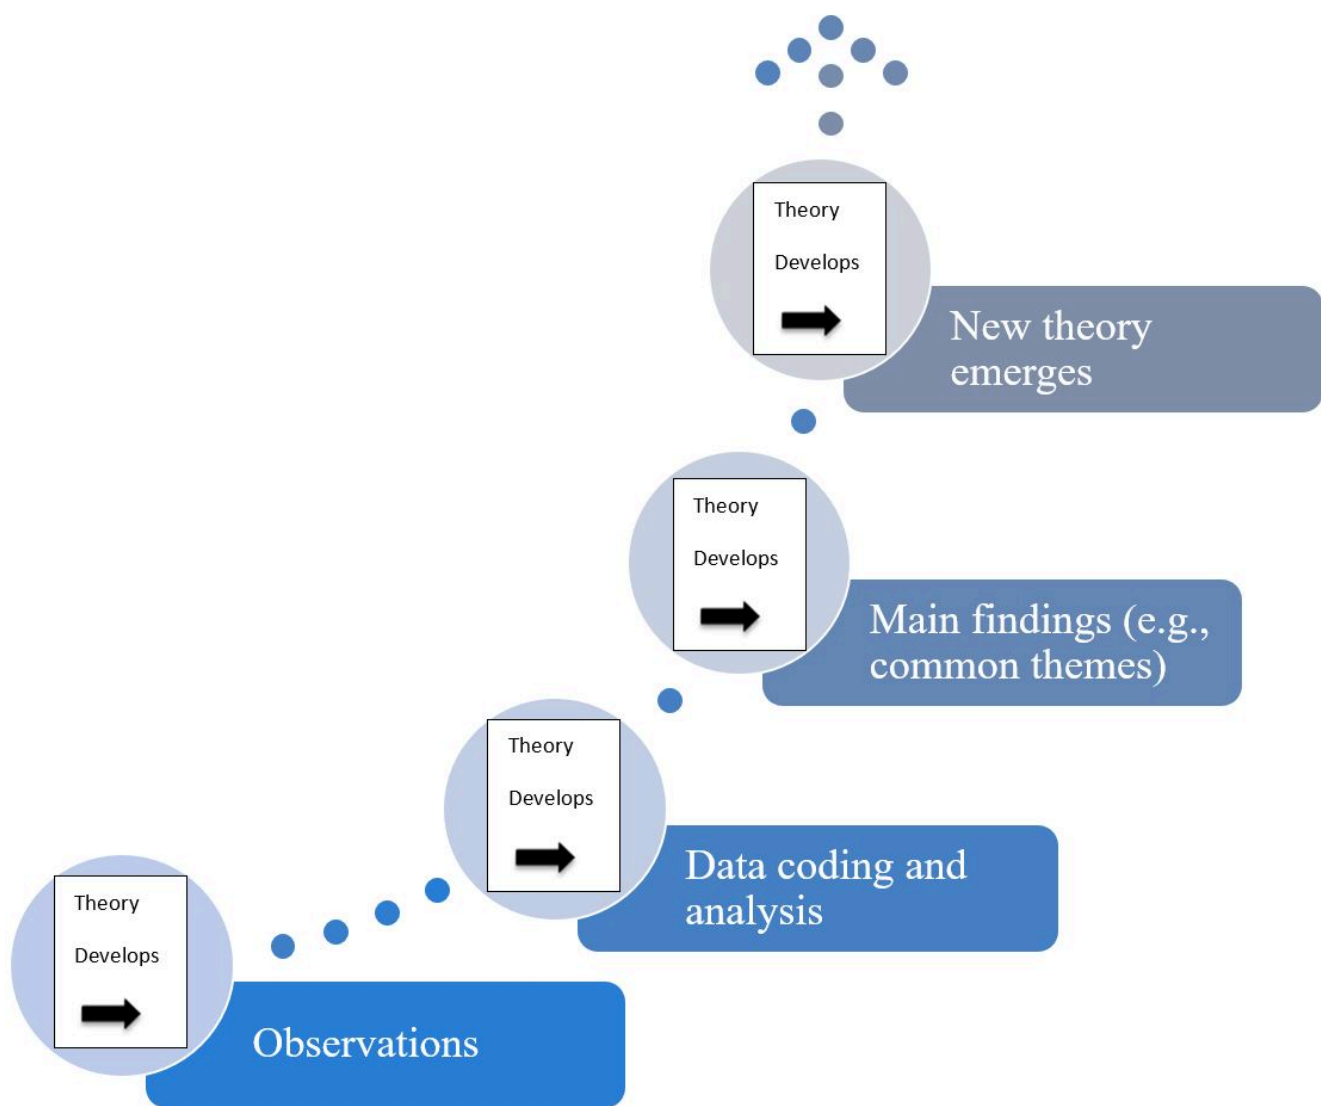 Theory
Develops
New theory
emerges
Theory
Develops
Main findings (e.g.,
common themes)
Theory
Develops
Data coding and
analysis
Theory
Develops
Observations